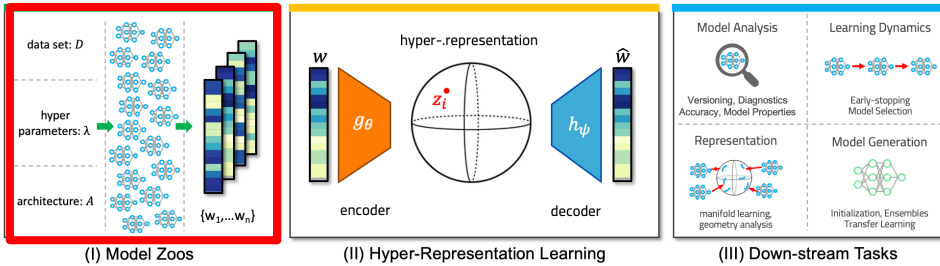 data set: D
hyper
parameters: λ
architecture: A
{w₁,...wₙ}
(I) Model Zoos
hyper-.representation
w
gθ
encoder
zᵢ
ŵ
hψ
decoder
(II) Hyper-Representation Learning
Model Analysis
Versioning, Diagnostics
Accuracy, Model Properties
Learning Dynamics
Early-stopping
Model Selection
Representation
manifold learning,
geometry analysis
Model Generation
Initialization, Ensembles
Transfer Learning
(III) Down-stream Tasks